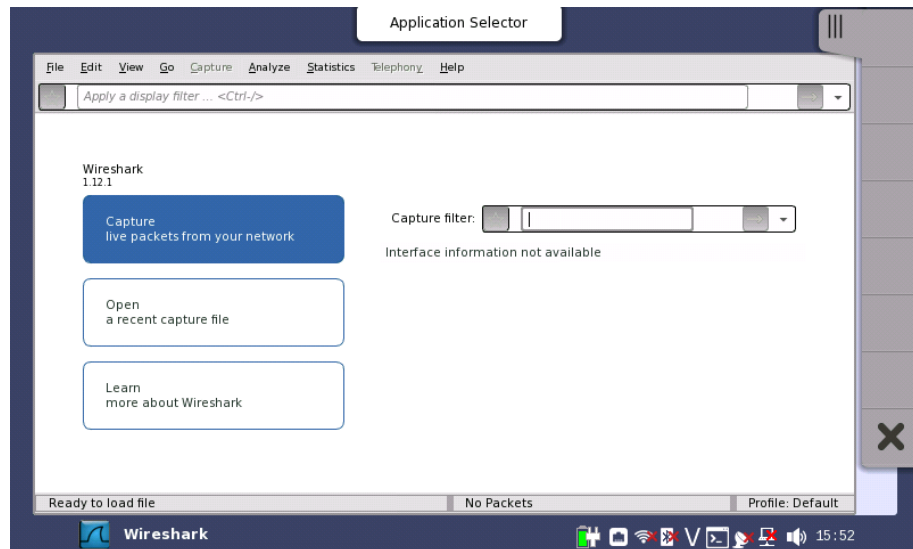 Application Selector
File Edit View Go Capture Analyze Statistics Telephony Help
Apply a display filter ... <Ctrl-/>
Wireshark
1.12.1
Capture
live packets from your network
Open
a recent capture file
Learn
more about Wireshark
Capture filter:
Interface information not available
Ready to load file No Packets Profile: Default
Wireshark 15:52